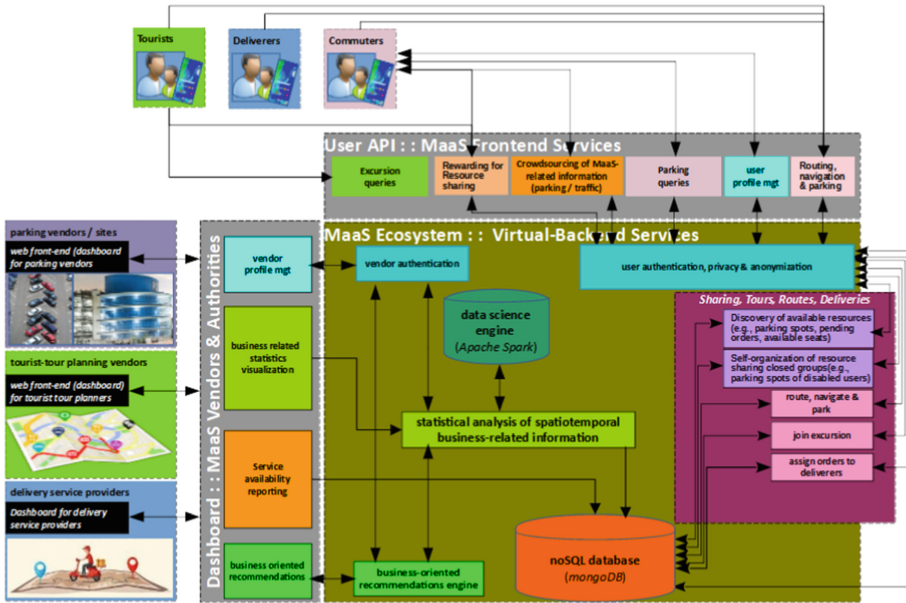 Tourists
Deliverers
Commuters
User API : : MaaS Frontend Services
Excursion
queries
Rewarding for
Resource
sharing
Crowdsourcing of MaaS-
related information
(parking / traffic)
Parking
queries
user
profile mgt
Routing,
navigation
& parking
parking vendors / sites
web front-end (dashboard
for parking vendors
tourist-tour planning vendors
web front-end (dashboard)
for tourist tour planners
delivery service providers
Dashboard for delivery
service providers
Dashboard : : MaaS Vendors & Authorities
vendor
profile mgt
business related
statistics
visualization
Service
availability
reporting
business oriented
recommendations
MaaS Ecosystem : : Virtual-Backend Services
vendor authentication
user authentication, privacy & anonymization
data science
engine
(Apache Spark)
statistical analysis of spatiotemporal
business-related information
business-oriented
recommendations engine
noSQL database
(mongoDB)
Sharing, Tours, Routes, Deliveries
Discovery of available resources
(e.g., parking spots, pending
orders, available seats)
Self-organization of resource
sharing closed groups(e.g.,
parking spots of disabled users)
route, navigate &
park
join excursion
assign orders to
deliverers